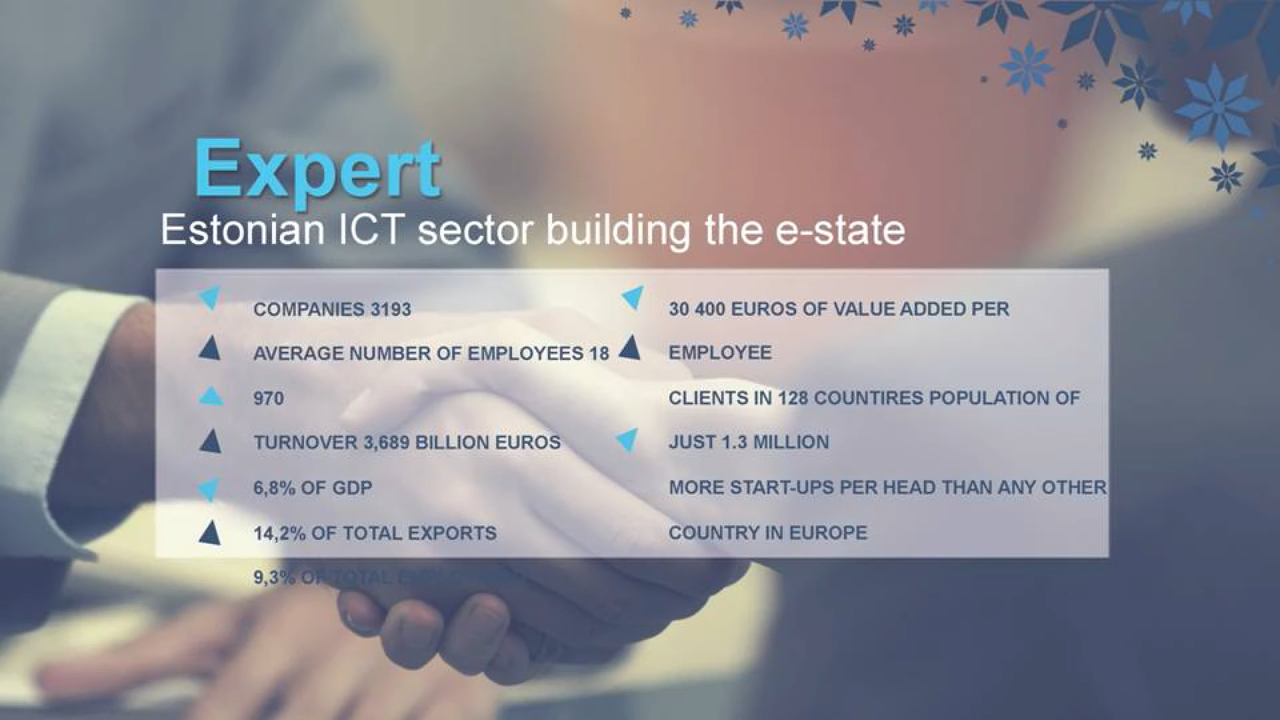 Expert
Estonian ICT sector building the e-state
COMPANIES 3193
AVERAGE NUMBER OF EMPLOYEES 18
970
TURNOVER 3,689 BILLION EUROS
6,8% OF GDP
14,2% OF TOTAL EXPORTS
9,3% OF TOTAL
30 400 EUROS OF VALUE ADDED PER
EMPLOYEE
CLIENTS IN 128 COUNTIRES POPULATION OF
JUST 1.3 MILLION
MORE START-UPS PER HEAD THAN ANY OTHER
COUNTRY IN EUROPE